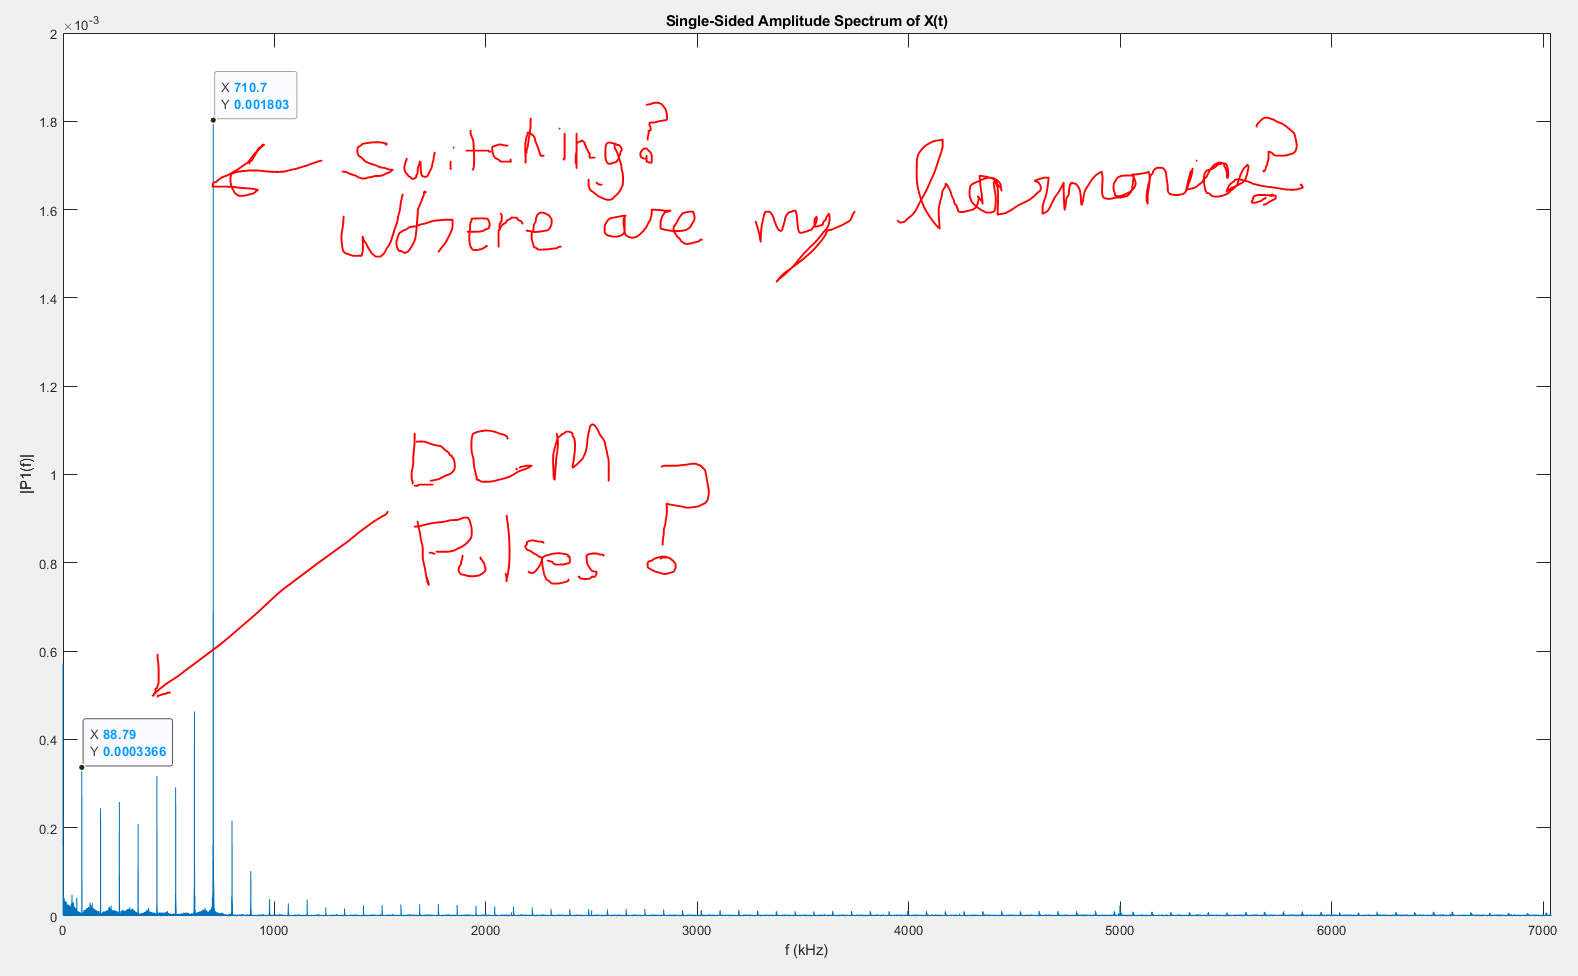 Single-Sided Amplitude Spectrum of X(t)
×10⁻³
2
1.8
1.6
1.4
1.2
1
0.8
0.6
0.4
0.2
0
|P1(f)|
X 710.7
Y 0.001803
Switching?
Where are my harmonics?
DCM
Pulses?
X 88.79
Y 0.0003366
0 1000 2000 3000 4000 5000 6000 7000
f (kHz)